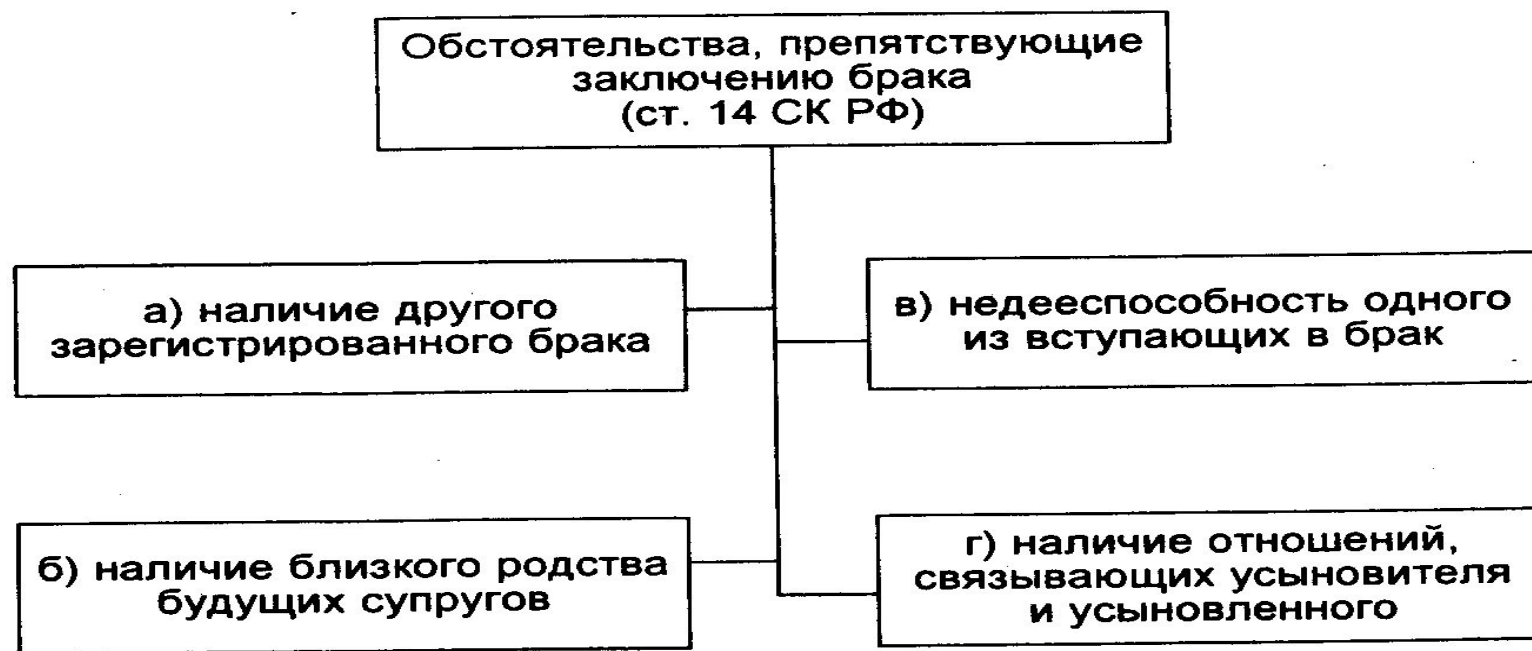 Обстоятельства, препятствующие
заключению брака
(ст. 14 СК РФ)
а) наличие другого
зарегистрированного брака
в) недееспособность одного
из вступающих в брак
б) наличие близкого родства
будущих супругов
г) наличие отношений,
связывающих усыновителя
и усыновленного